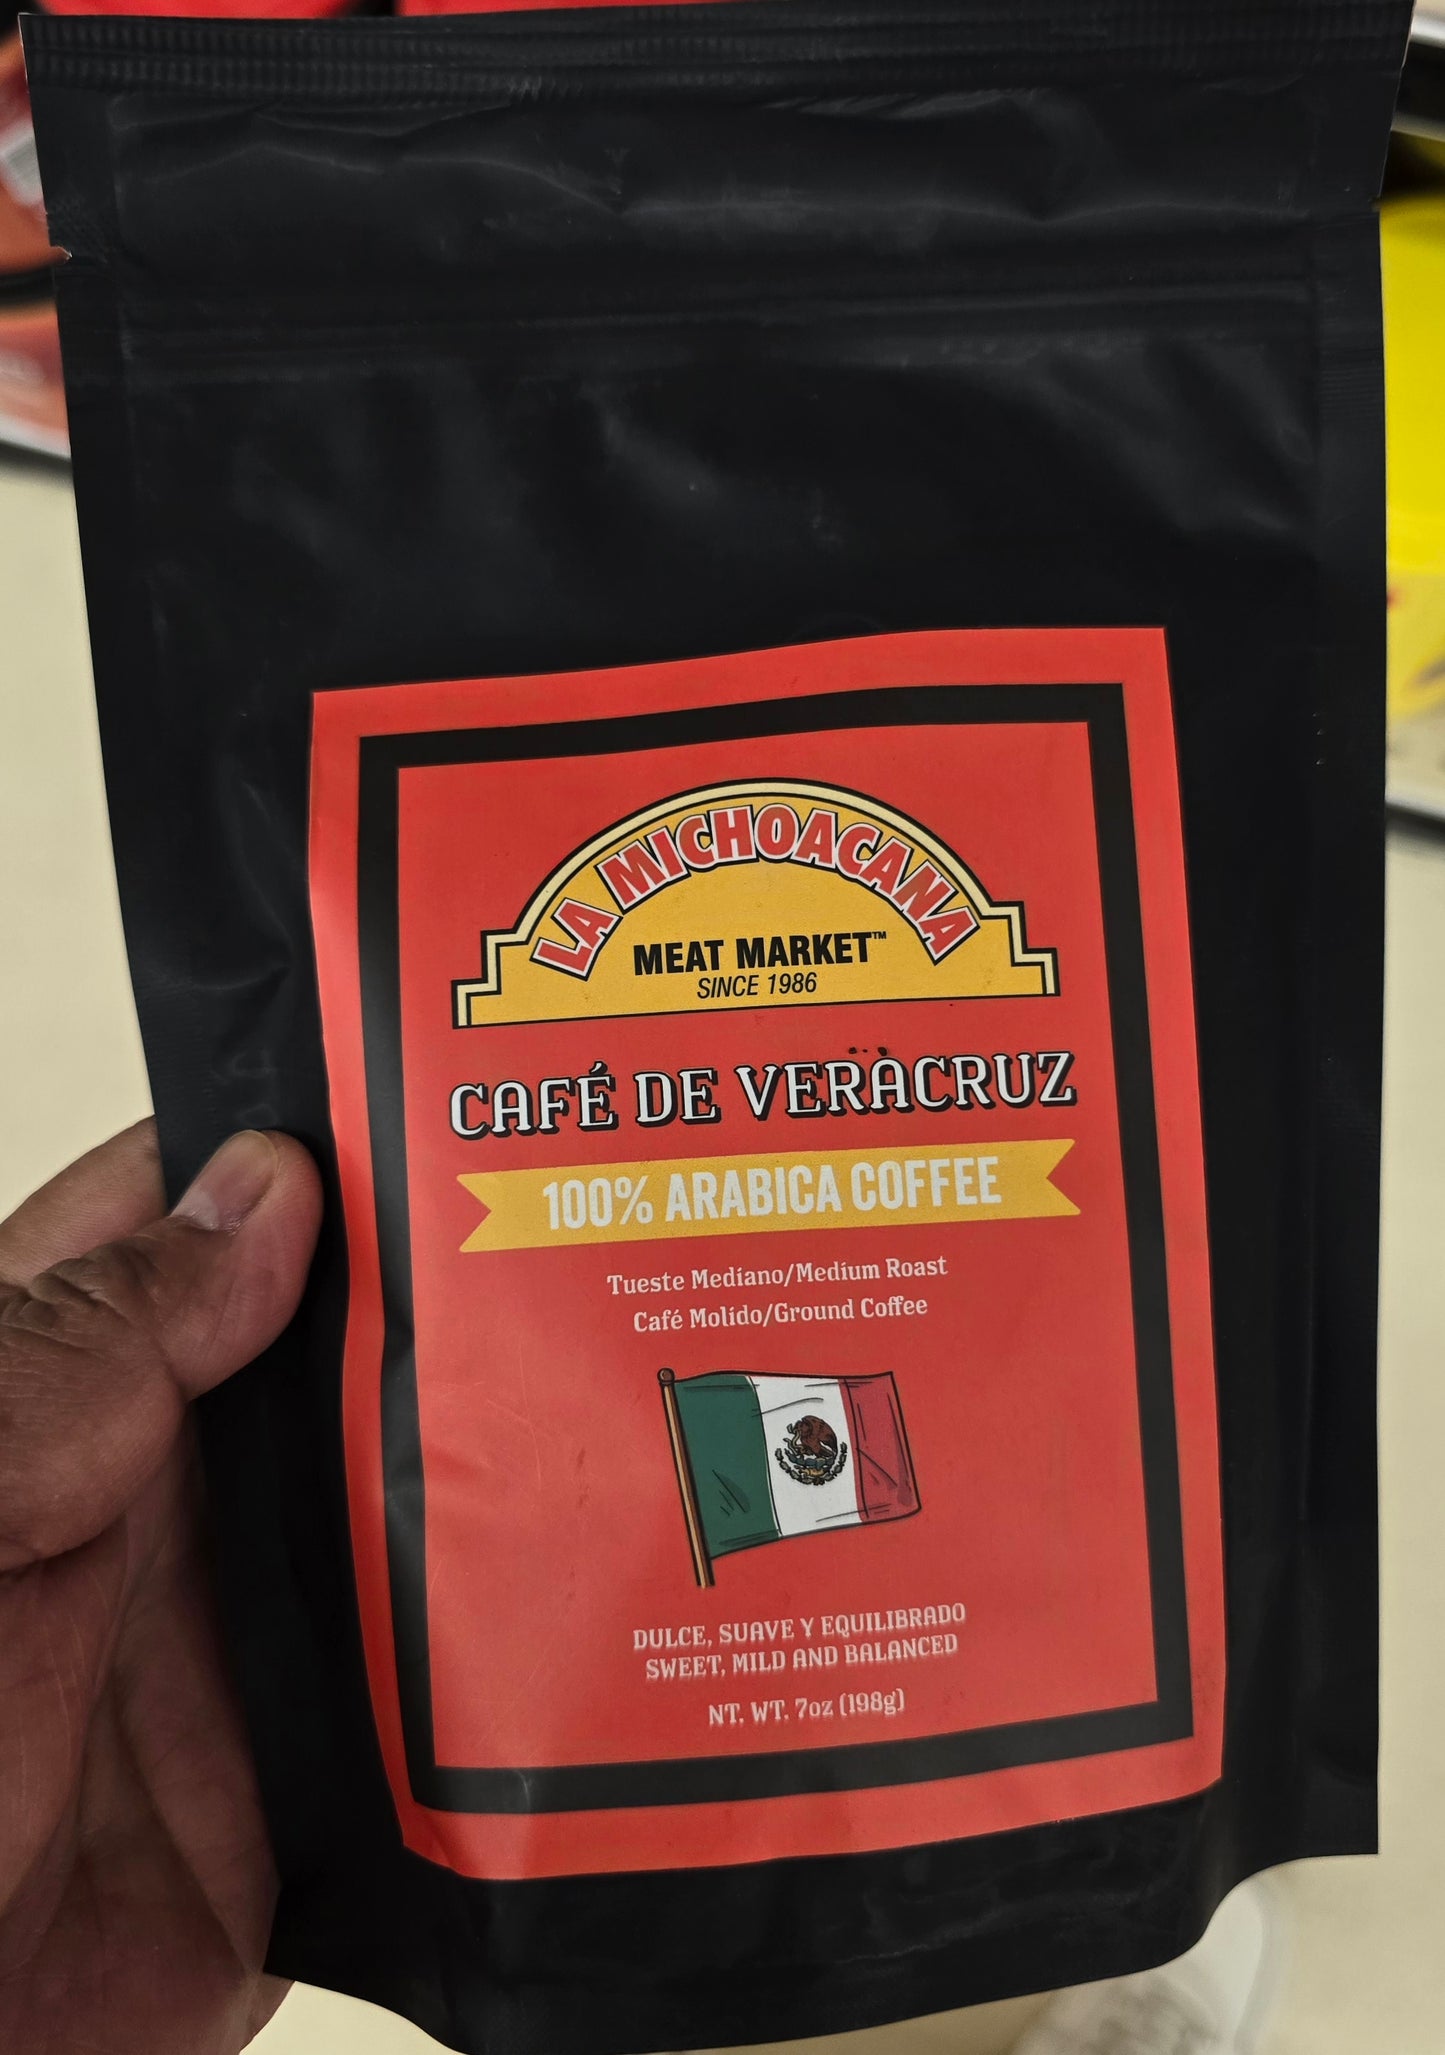 LA MICHOACANA
MEAT MARKET™
SINCE 1986
CAFÉ DE VERACRUZ
100% ARABICA COFFEE
Tueste Mediano/Medium Roast
Café Molido/Ground Coffee
DULCE, SUAVE Y EQUILIBRADO
SWEET, MILD AND BALANCED
NT. WT. 7oz (198g)